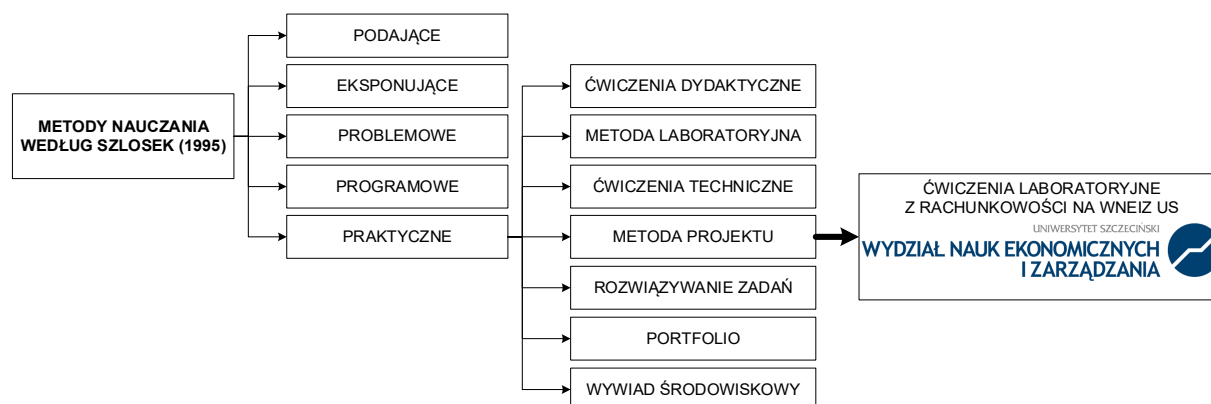 METODY NAUCZANIA
WEDŁUG SZLOSEK (1995)
PODAJĄCE
EKSPONUJĄCE
PROBLEMOWE
PROGRAMOWE
PRAKTYCZNE
ĆWICZENIA DYDAKTYCZNE
METODA LABORATORYJNA
ĆWICZENIA TECHNICZNE
METODA PROJEKTU
ROZWIĄZYWANIE ZADAŃ
PORTFOLIO
WYWIAD ŚRODOWISKOWY
ĆWICZENIA LABORATORYJNE
Z RACHUNKOWOŚCI NA WNEIZ US
UNIWERSYTET SZCZECIŃSKI
WYDZIAŁ NAUK EKONOMICZNYCH
I ZARZĄDZANIA